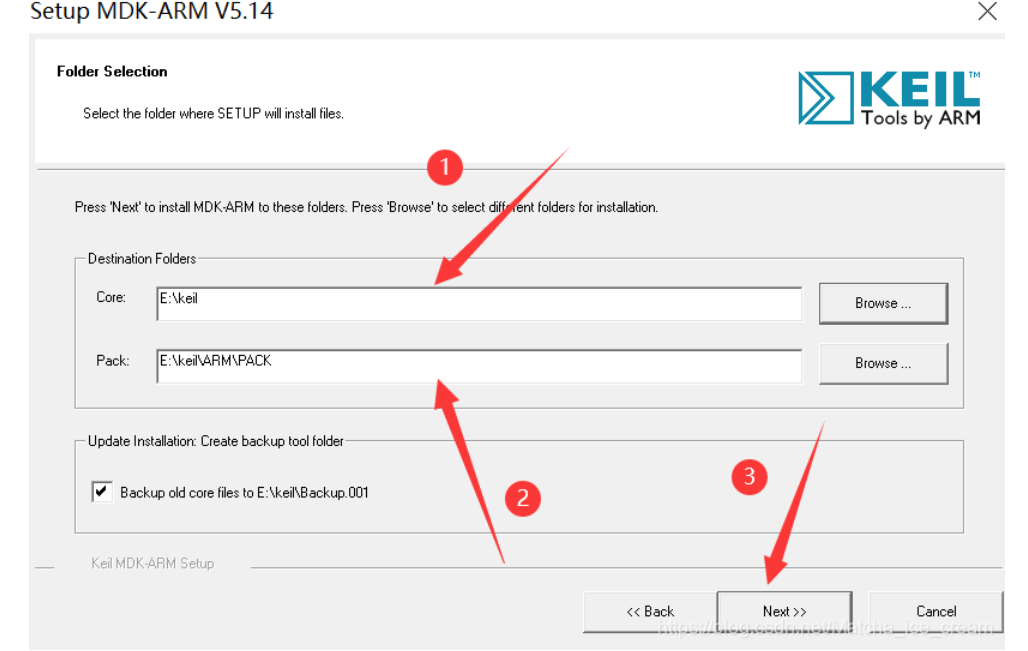 Setup MDK-ARM V5.14
Folder Selection
Select the folder where SETUP will install files.
KEIL™
Tools by ARM
1
Press 'Next' to install MDK-ARM to these folders. Press 'Browse' to select different folders for installation.
Destination Folders
Core:
E:\keil
Browse ...
Pack:
E:\keil\ARM\PACK
Browse ...
Update Installation: Create backup tool folder
Backup old core files to E:\keil\Backup.001
2
3
Keil MDK-ARM Setup
<< Back
Next >>
Cancel
https://blog.csdn.net/Matcha_ice_cream